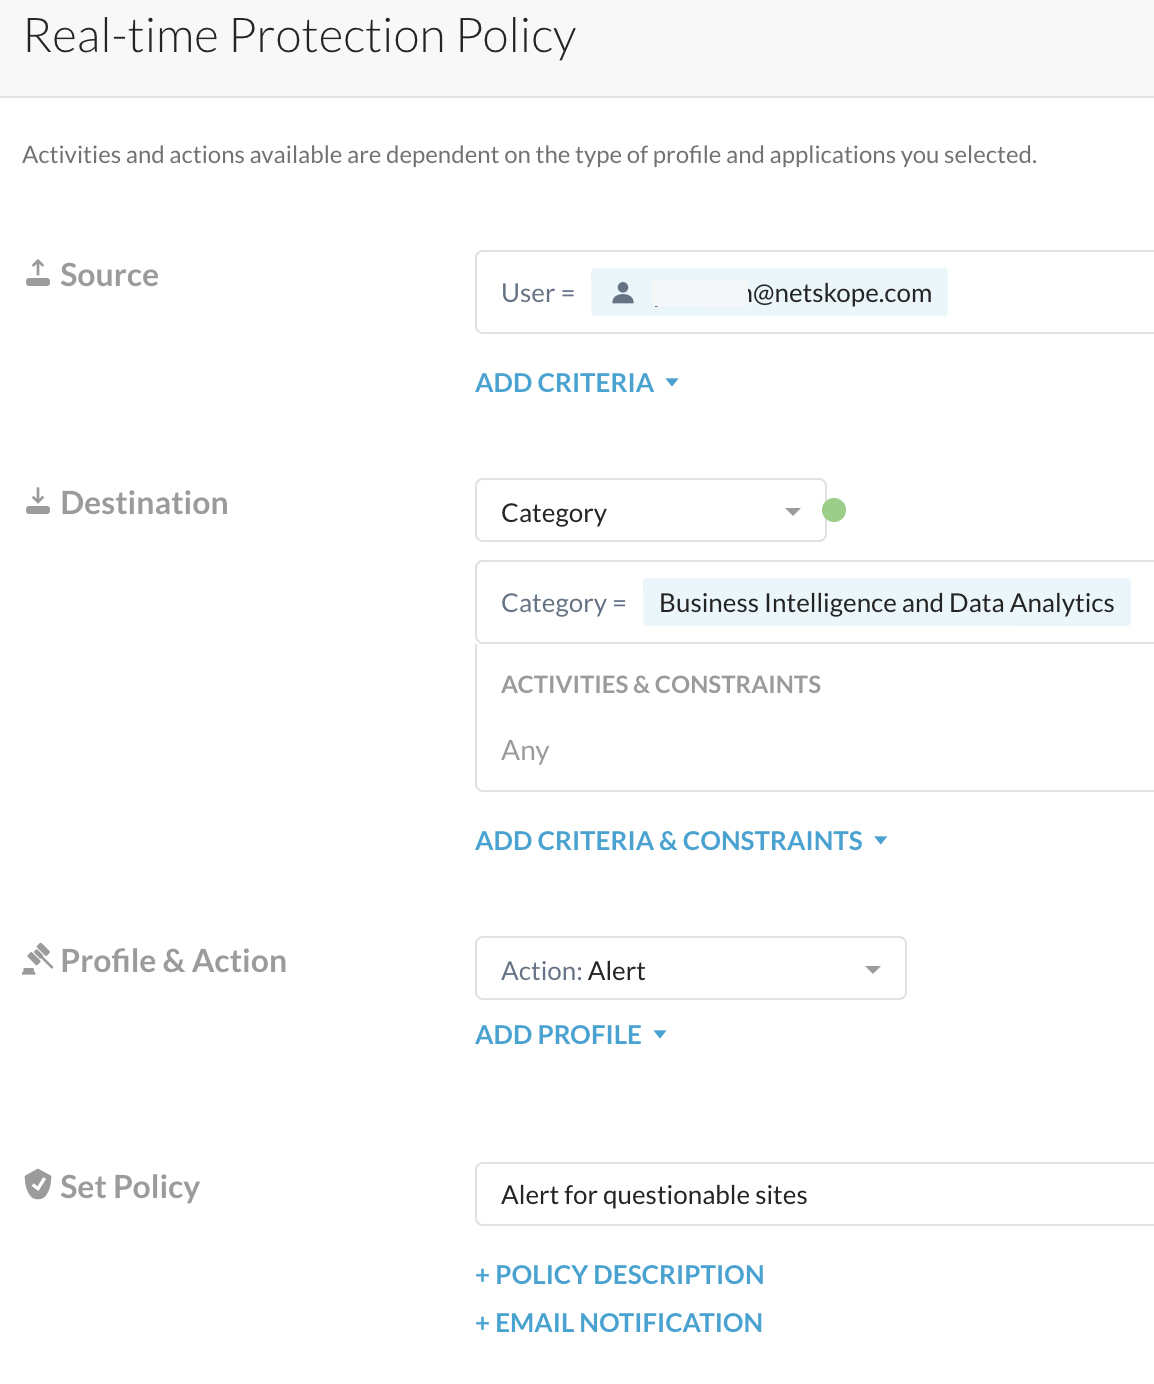 Real-time Protection Policy
Activities and actions available are dependent on the type of profile and applications you selected.
Source
User = @netskope.com
ADD CRITERIA
Destination
Category
Category = Business Intelligence and Data Analytics
ACTIVITIES & CONSTRAINTS
Any
ADD CRITERIA & CONSTRAINTS
Profile & Action
Action: Alert
ADD PROFILE
Set Policy
Alert for questionable sites
+ POLICY DESCRIPTION
+ EMAIL NOTIFICATION